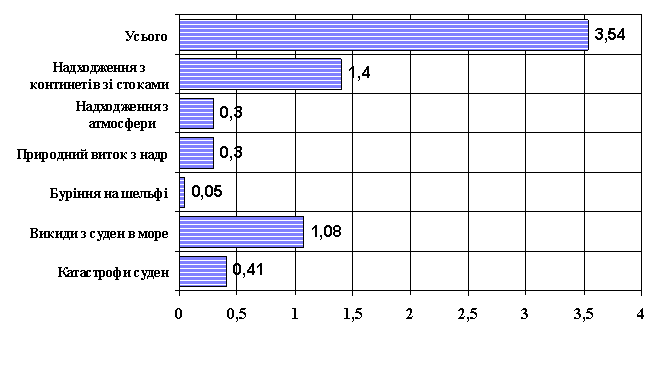 Усього
3,54
Надходження з
континетів зі стоками
1,4
Надходження з
атмосфери
0,3
Природний виток з надр
0,3
Буріння на шельфі
0,05
Викиди з суден в море
1,08
Катастрофи суден
0,41
0 0,5 1 1,5 2 2,5 3 3,5 4